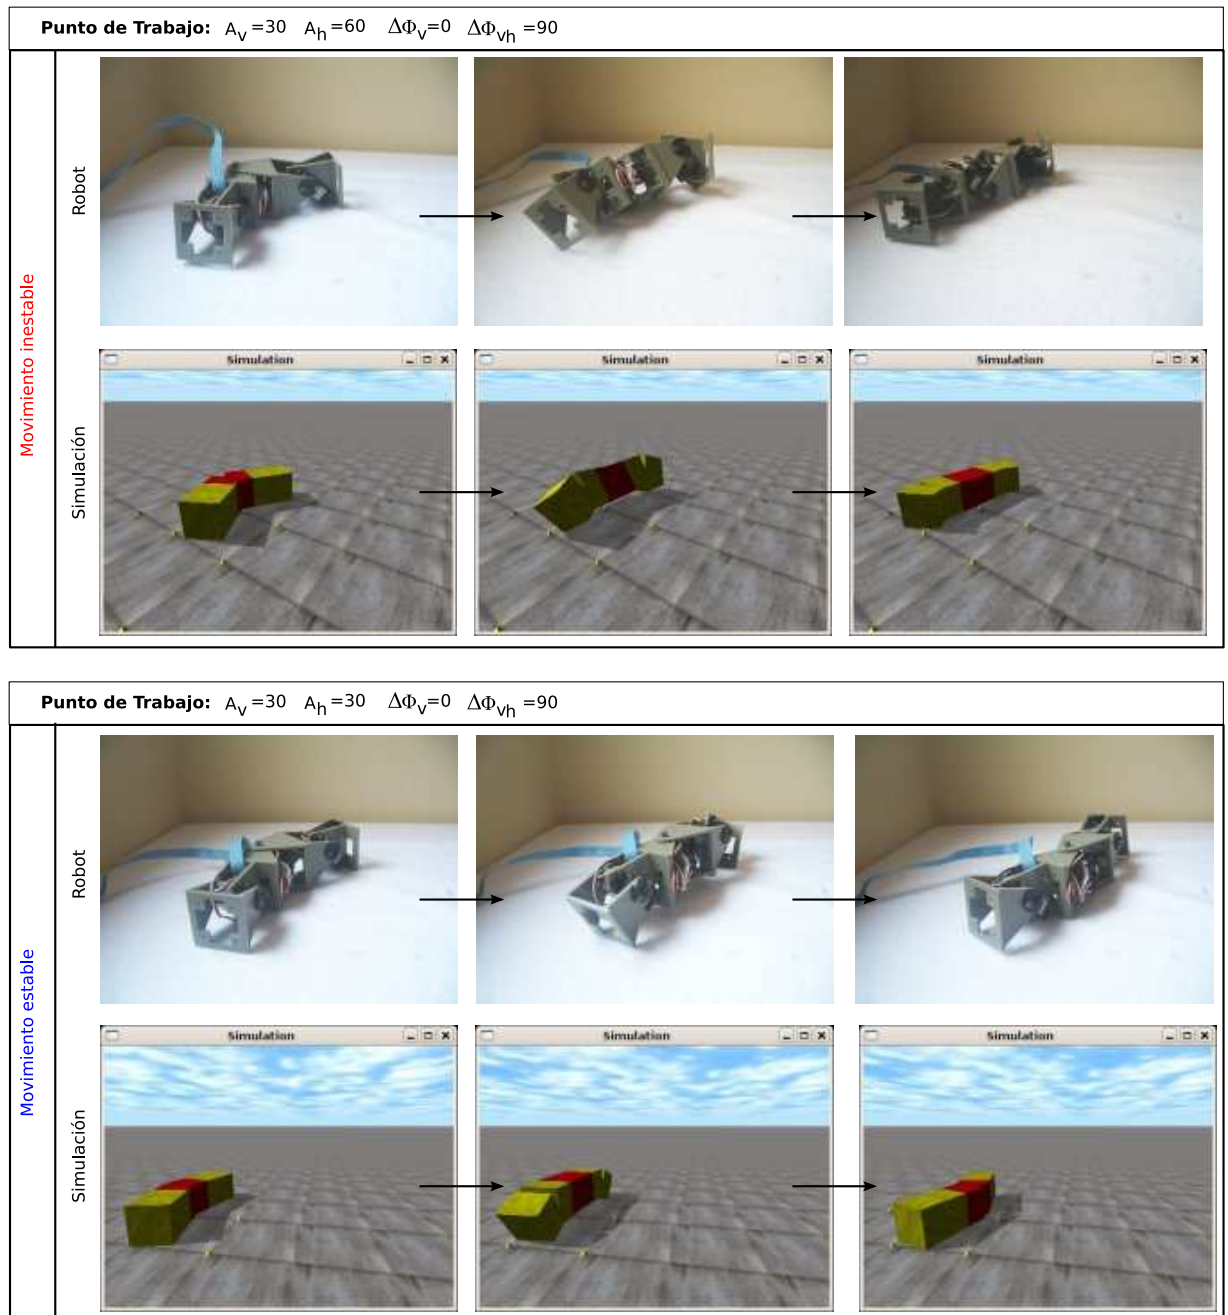 Punto de Trabajo: Av=30 Ah=60 ΔΦv=0 ΔΦvh=90
Movimiento inestable
Robot
Simulación
Simulation
Simulation
Simulation
Punto de Trabajo: Av=30 Ah=30 ΔΦv=0 ΔΦvh=90
Movimiento estable
Robot
Simulación
Simulation
Simulation
Simulation